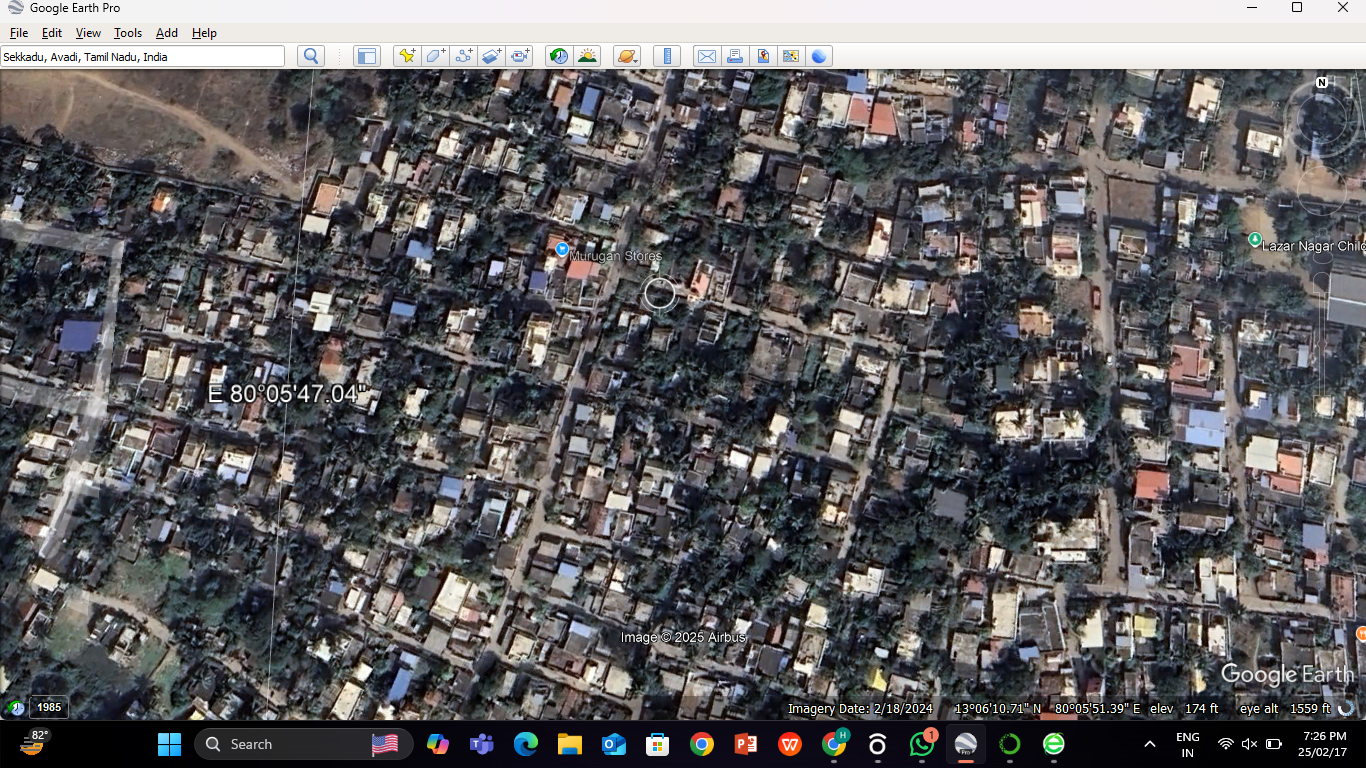 Google Earth Pro
File Edit View Tools Add Help
Sekkadu, Avadi, Tamil Nadu, India
N
Murugan Stores
Lazar Nagar Chil
E 80°05'47.04"
Image © 2025 Airbus
Google Earth
1985
Imagery Date: 2/18/2024 13°06'10.71" N 80°05'51.39" E elev 174 ft eye alt 1559 ft
82°
Search
H
1
Pro
ENG
IN
7:26 PM
25/02/17